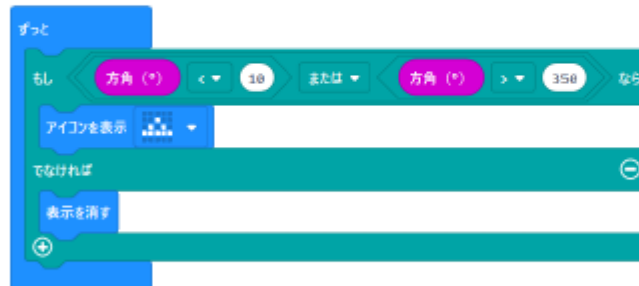 ずっと
もし 方角 (°) < 10 または 方角 (°) > 350 なら
アイコンを表示
でなければ
表示を消す